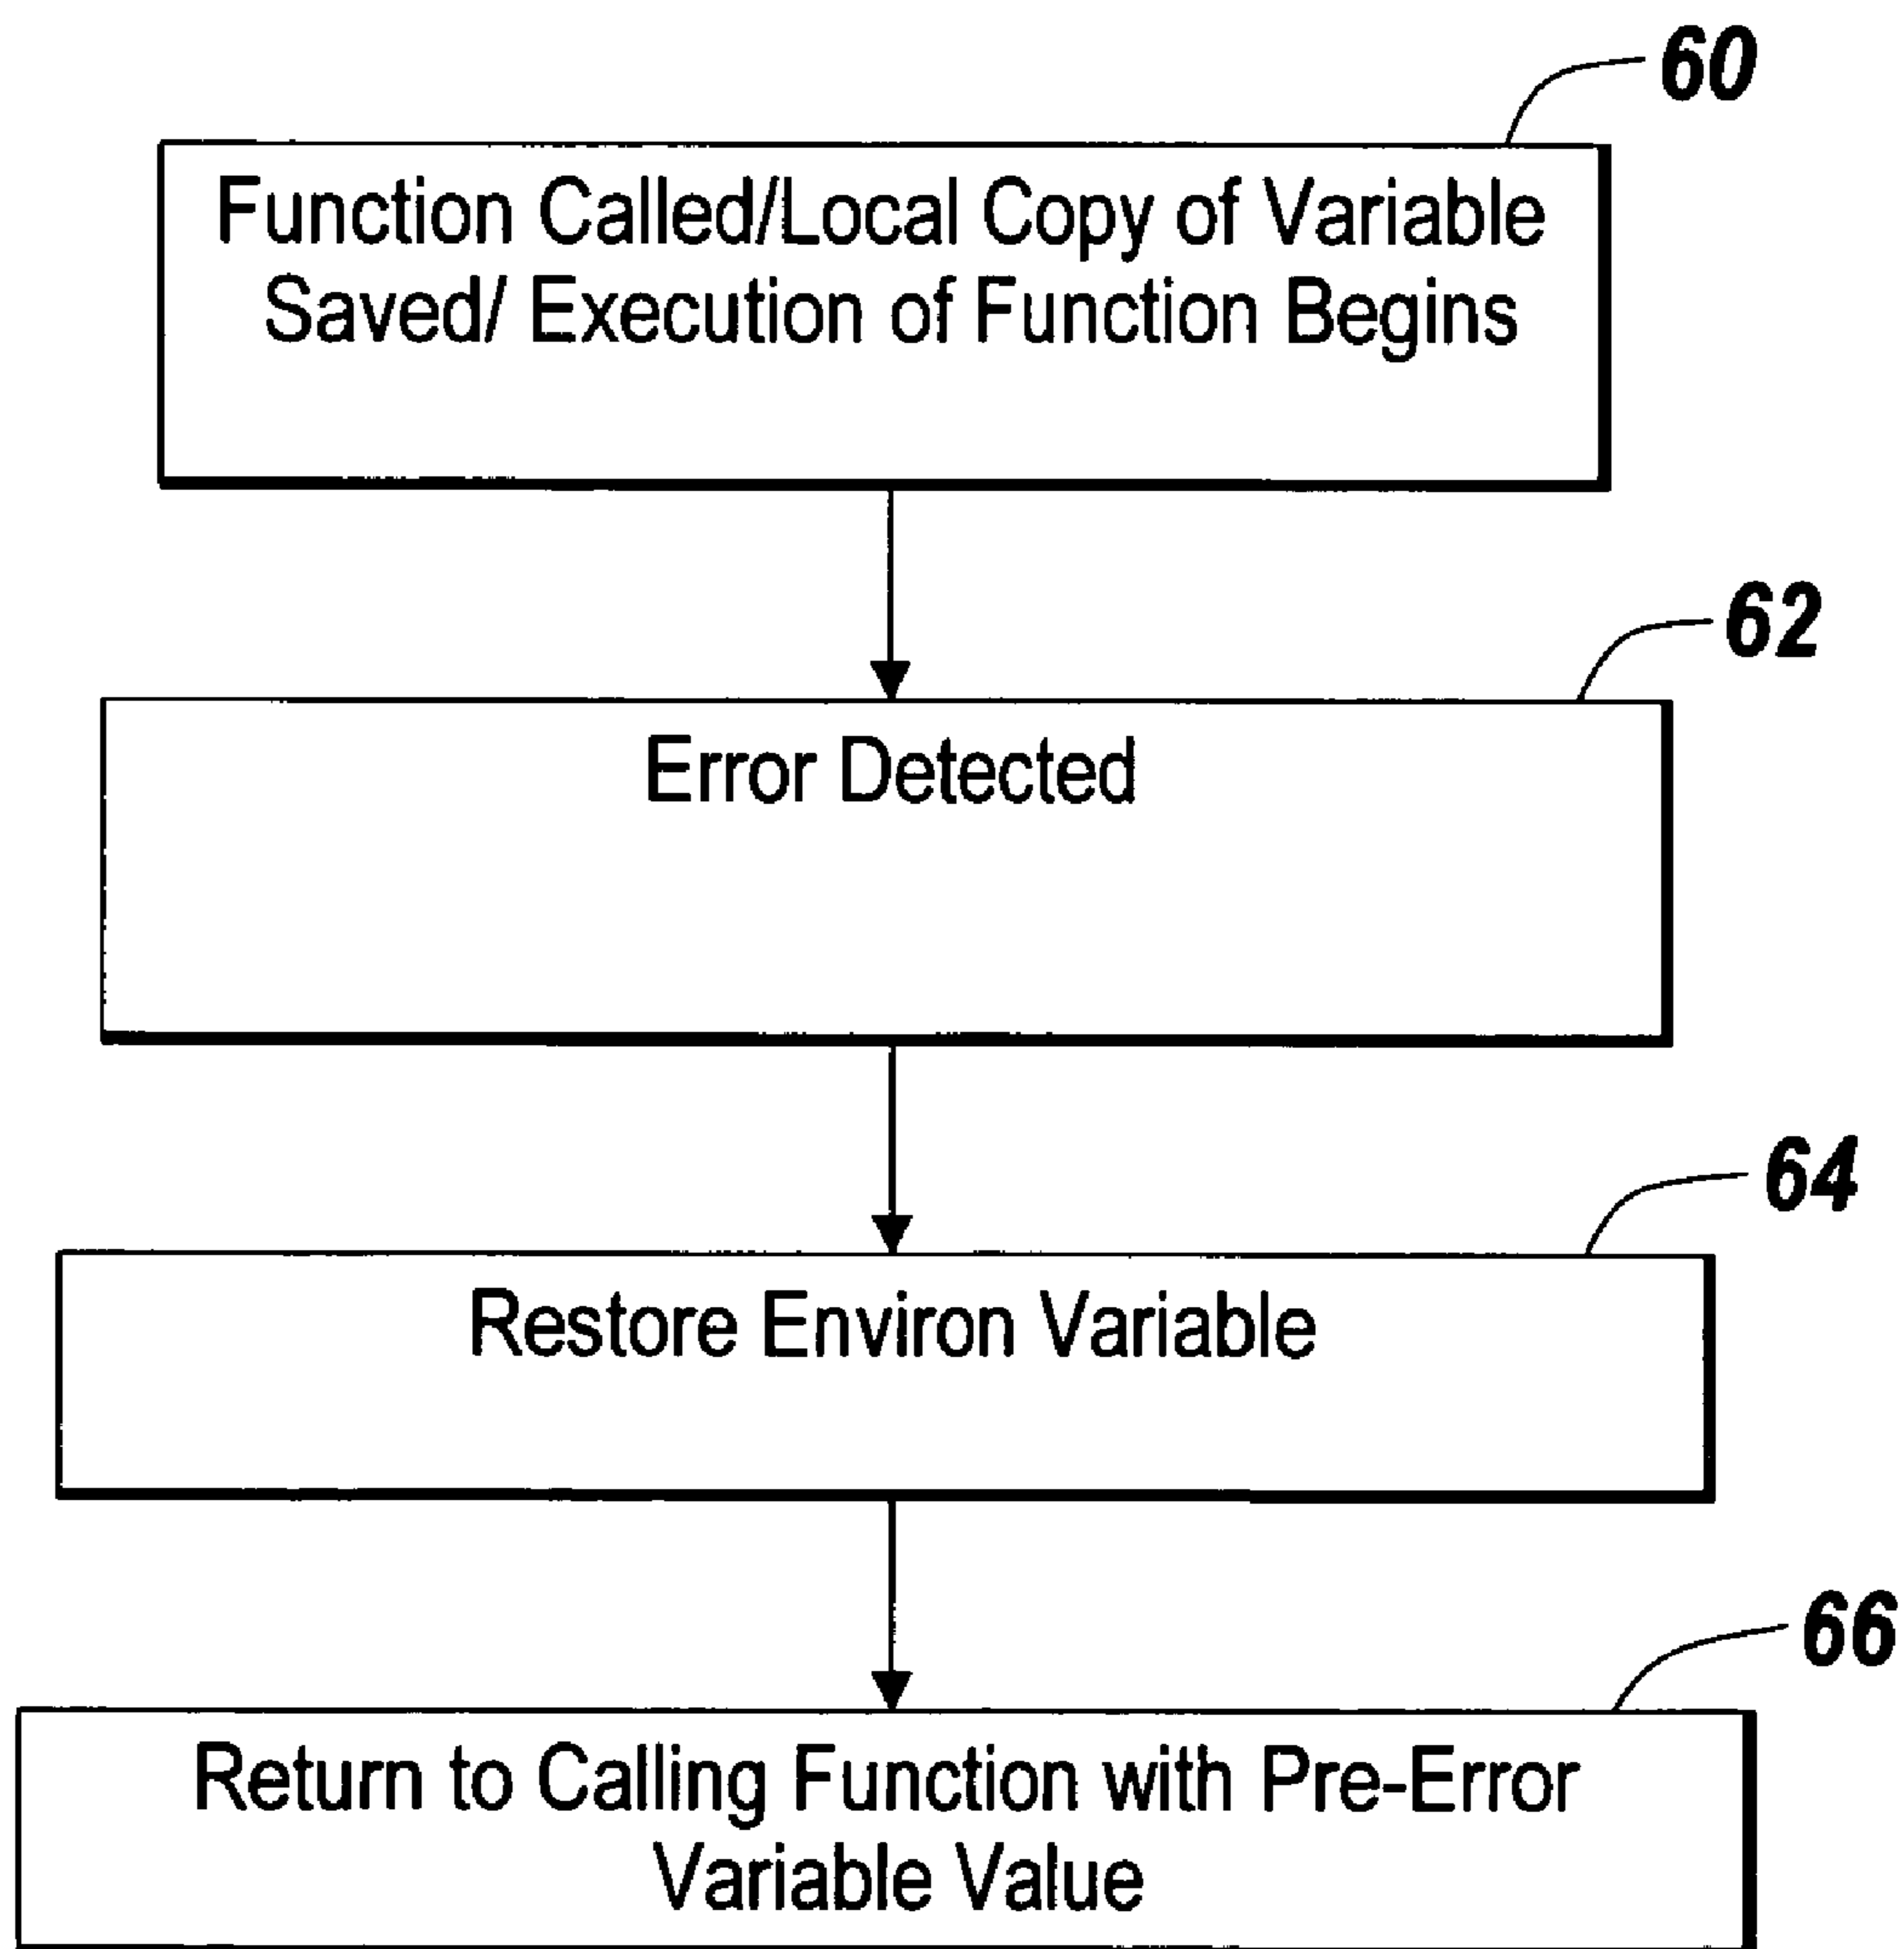 60
Function Called/Local Copy of Variable
Saved/ Execution of Function Begins
62
Error Detected
64
Restore Environ Variable
66
Return to Calling Function with Pre-Error
Variable Value